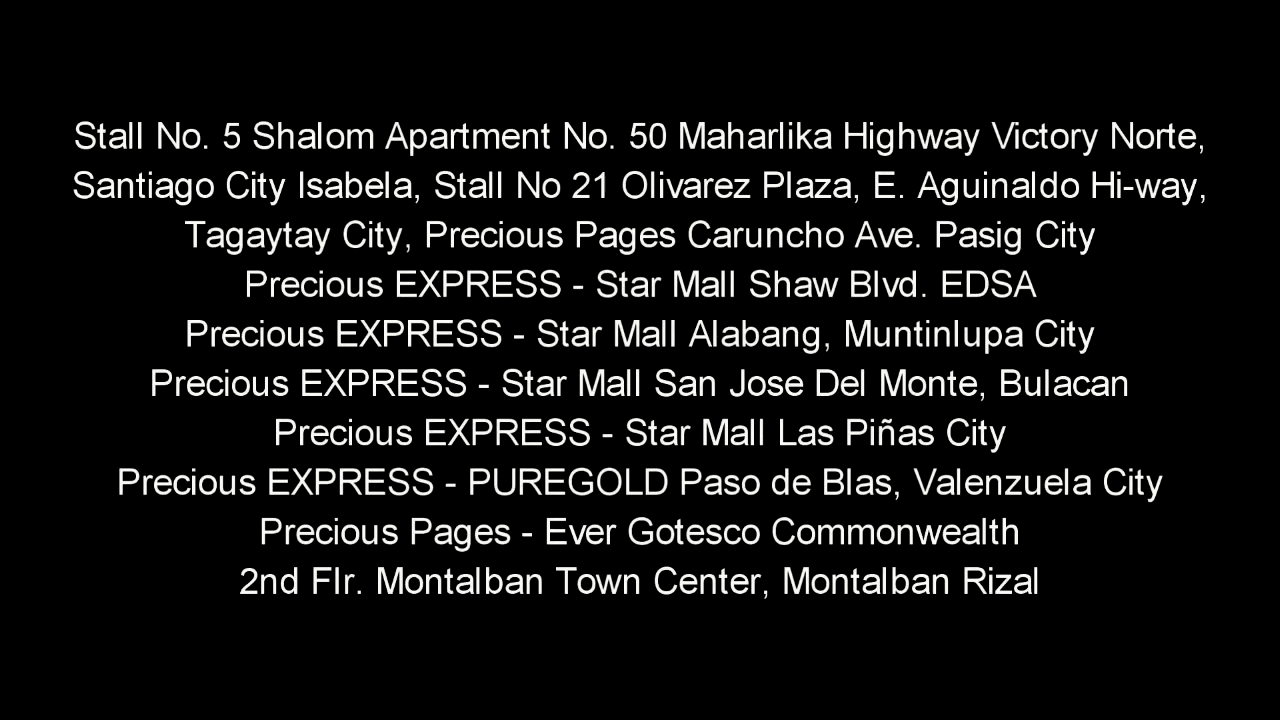 Stall No. 5 Shalom Apartment No. 50 Maharlika Highway Victory Norte,
Santiago City Isabela, Stall No 21 Olivarez Plaza, E. Aguinaldo Hi-way,
Tagaytay City, Precious Pages Caruncho Ave. Pasig City
Precious EXPRESS - Star Mall Shaw Blvd. EDSA
Precious EXPRESS - Star Mall Alabang, Muntinlupa City
Precious EXPRESS - Star Mall San Jose Del Monte, Bulacan
Precious EXPRESS - Star Mall Las Piñas City
Precious EXPRESS - PUREGOLD Paso de Blas, Valenzuela City
Precious Pages - Ever Gotesco Commonwealth
2nd Flr. Montalban Town Center, Montalban Rizal